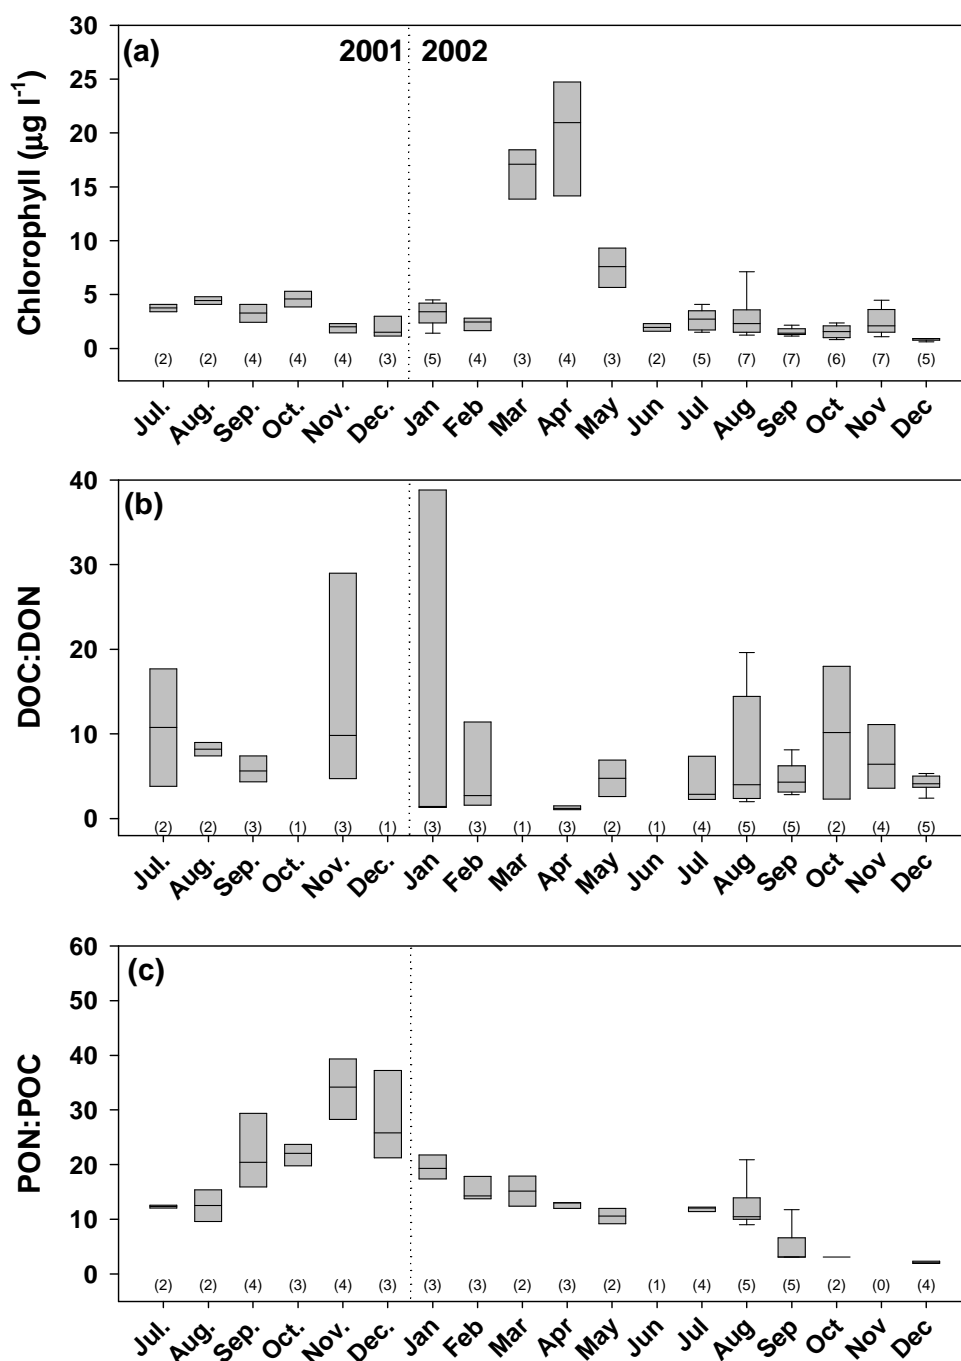 (a) 2001 2002
Chlorophyll (µg l-1)
30
25
20
15
10
5
0
(2) (2) (4) (4) (4) (3) (5) (4) (3) (4) (3) (2) (5) (7) (7) (6) (7) (5)
Jul. Aug. Sep. Oct. Nov. Dec. Jan Feb Mar Apr May Jun Jul Aug Sep Oct Nov Dec
(b)
DOC:DON
40
30
20
10
0
(2) (2) (3) (1) (3) (1) (3) (3) (1) (3) (2) (1) (4) (5) (5) (2) (4) (5)
Jul. Aug. Sep. Oct. Nov. Dec. Jan Feb Mar Apr May Jun Jul Aug Sep Oct Nov Dec
(c)
PON:POC
60
50
40
30
20
10
0
(2) (2) (4) (3) (4) (3) (3) (3) (2) (3) (2) (1) (4) (5) (5) (2) (0) (4)
Jul. Aug. Sep. Oct. Nov. Dec. Jan Feb Mar Apr May Jun Jul Aug Sep Oct Nov Dec